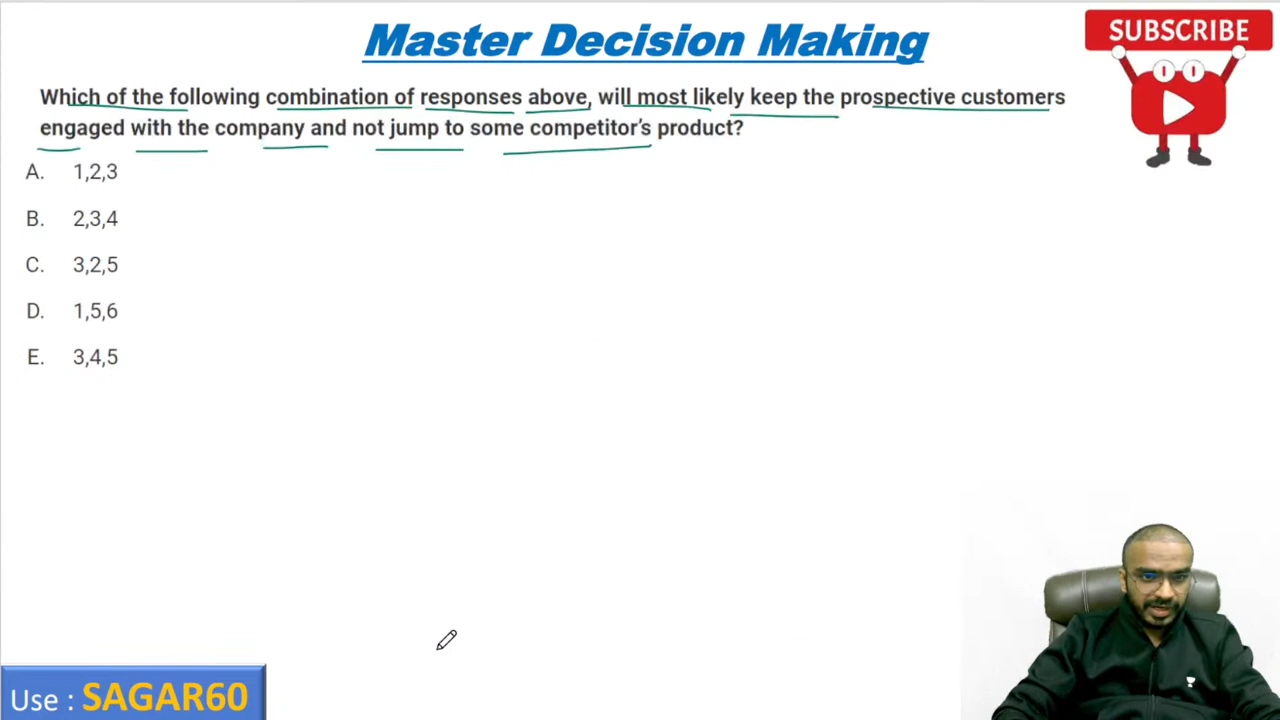 Master Decision Making
SUBSCRIBE
Which of the following combination of responses above, will most likely keep the prospective customers
engaged with the company and not jump to some competitor's product?
A. 1,2,3
B. 2,3,4
C. 3,2,5
D. 1,5,6
E. 3,4,5
Use : SAGAR60